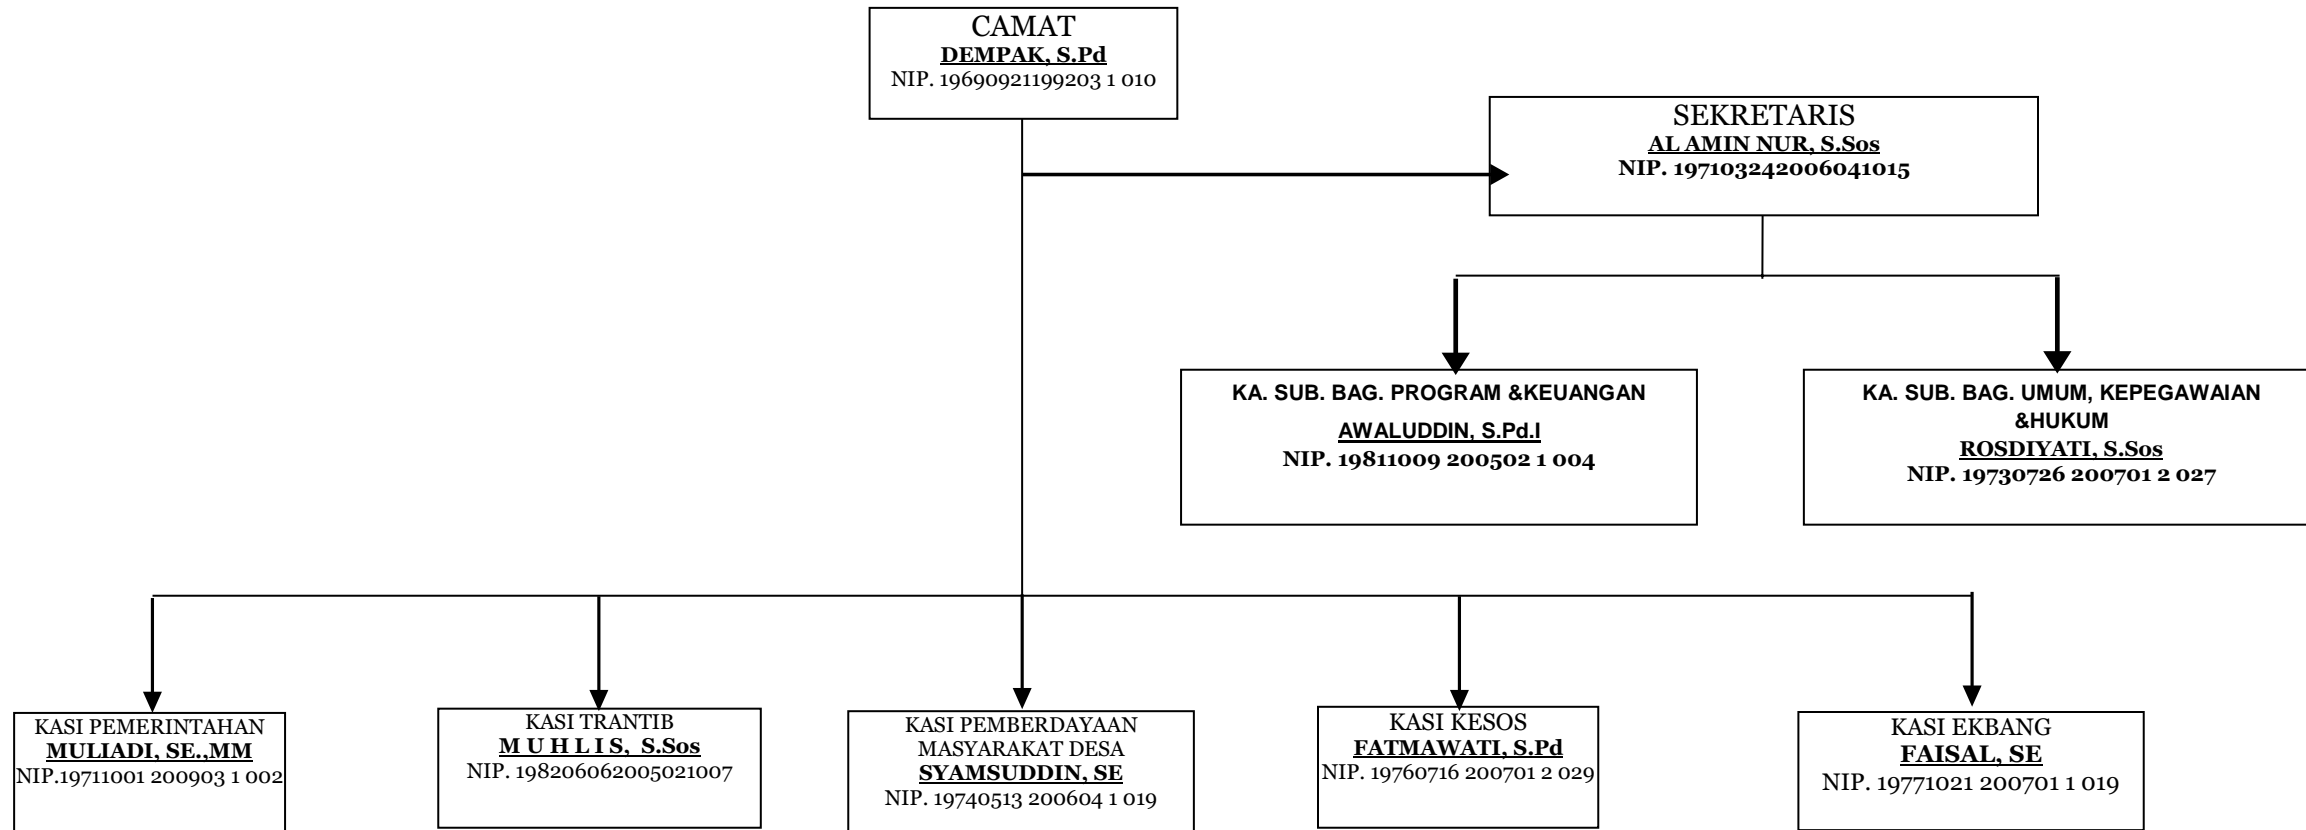 CAMAT
DEMPAK, S.Pd
NIP. 19690921199203 1 010
SEKRETARIS
AL AMIN NUR, S.Sos
NIP. 197103242006041015
KA. SUB. BAG. PROGRAM &KEUANGAN
AWALUDDIN, S.Pd.I
NIP. 19811009 200502 1 004
KA. SUB. BAG. UMUM, KEPEGAWAIAN
&HUKUM
ROSDIYATI, S.Sos
NIP. 19730726 200701 2 027
KASI PEMERINTAHAN
MULIADI, SE.,MM
NIP.19711001 200903 1 002
KASI TRANTIB
M U H L I S, S.Sos
NIP. 198206062005021007
KASI PEMBERDAYAAN
MASYARAKAT DESA
SYAMSUDDIN, SE
NIP. 19740513 200604 1 019
KASI KESOS
FATMAWATI, S.Pd
NIP. 19760716 200701 2 029
KASI EKBANG
FAISAL, SE
NIP. 19771021 200701 1 019